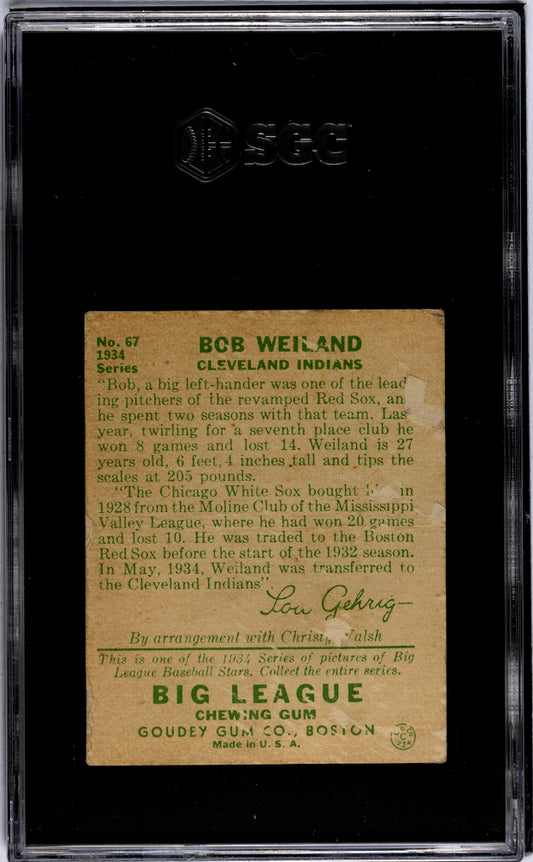 SGC
No. 67
1934
Series
BOB WEILAND
CLEVELAND INDIANS
"Bob, a big left-hander was one of the lead
ing pitchers of the revamped Red Sox, an
he spent two seasons with that team. Las
year, twirling for a seventh place club he
won 8 games and lost 14. Weiland is 27
years old, 6 feet, 4 inches tall and tips the
scales at 205 pounds.
"The Chicago White Sox bought in
1928 from the Moline Club of the Mississippi
Valley League, where he had won 20 games
and lost 10. He was traded to the Boston
Red Sox before the start of the 1932 season.
In May, 1934, Weiland was transferred to
the Cleveland Indians".
Lou Gehrig
By arrangement with Christy Walsh
This is one of the 1934 Series of pictures of Big
League Baseball Stars. Collect the entire series.
BIG LEAGUE
CHEWING GUM
GOUDEY GUM CO., BOSTON
Made in U. S. A.